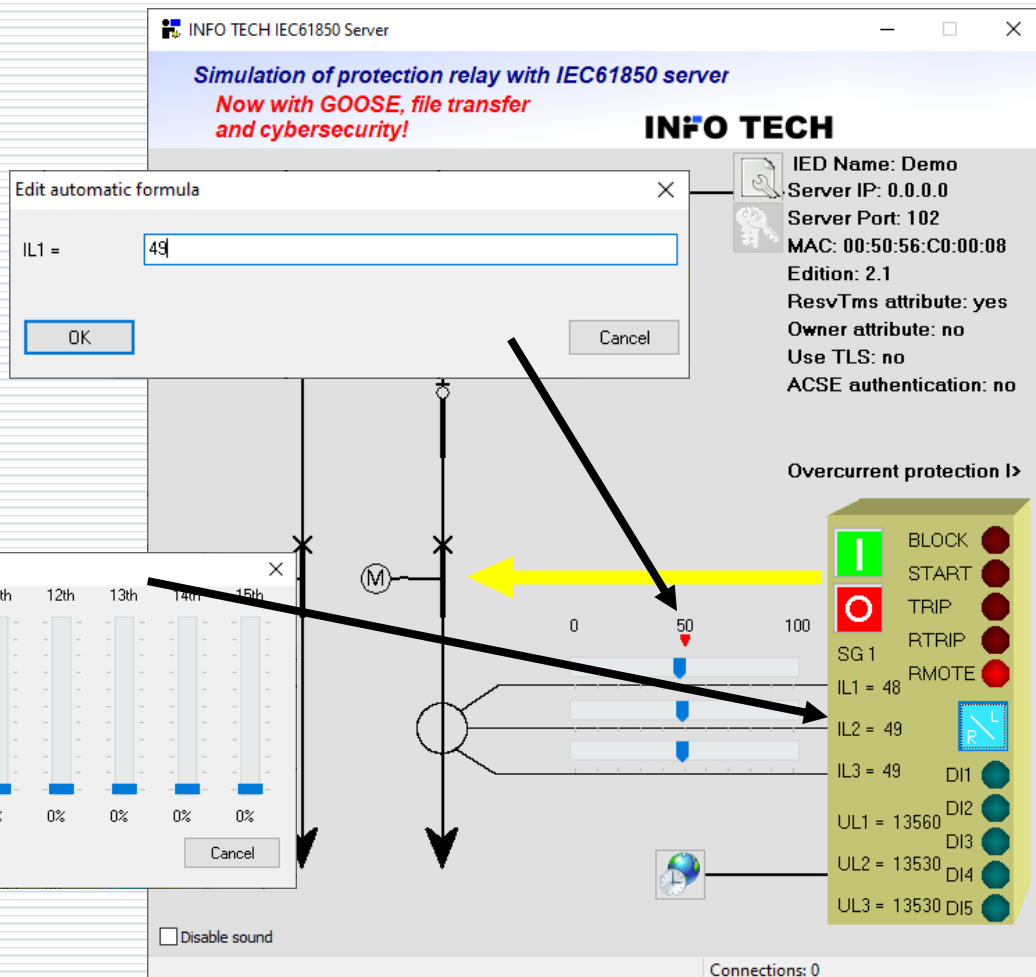 INFO TECH IEC61850 Server
Simulation of protection relay with IEC61850 server
Now with GOOSE, file transfer
and cybersecurity!
INFO TECH
IED Name: Demo
Server IP: 0.0.0.0
Server Port: 102
MAC: 00:50:56:C0:00:08
Edition: 2.1
ResvTms attribute: yes
Owner attribute: no
Use TLS: no
ACSE authentication: no
Edit automatic formula
IL1 =
49
OK
Cancel
Overcurrent protection I>
BLOCK
START
TRIP
RTRIP
RMOTE
SG 1
IL1 = 48
IL2 = 49
IL3 = 49
L
R
DI1
DI2
DI3
DI4
DI5
UL1 = 13560
UL2 = 13530
UL3 = 13530
0 50 100
M
12th 13th 14th 15th
0% 0% 0% 0%
Cancel
Disable sound
Connections: 0